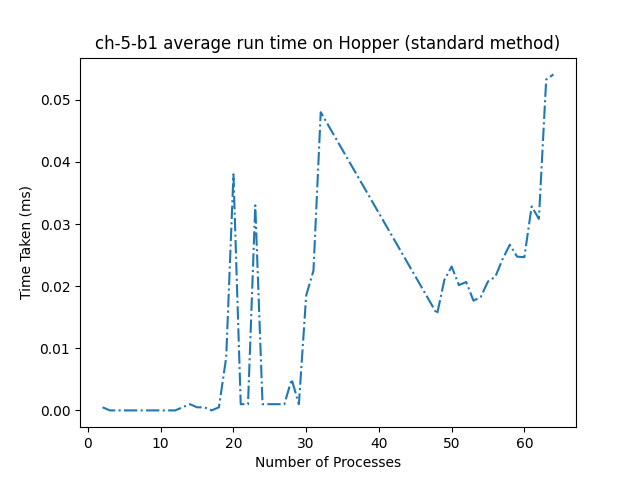 ch-5-b1 average run time on Hopper (standard method)
0.05
0.04
0.03
0.02
0.01
0.00
Time Taken (ms)
0 10 20 30 40 50 60
Number of Processes